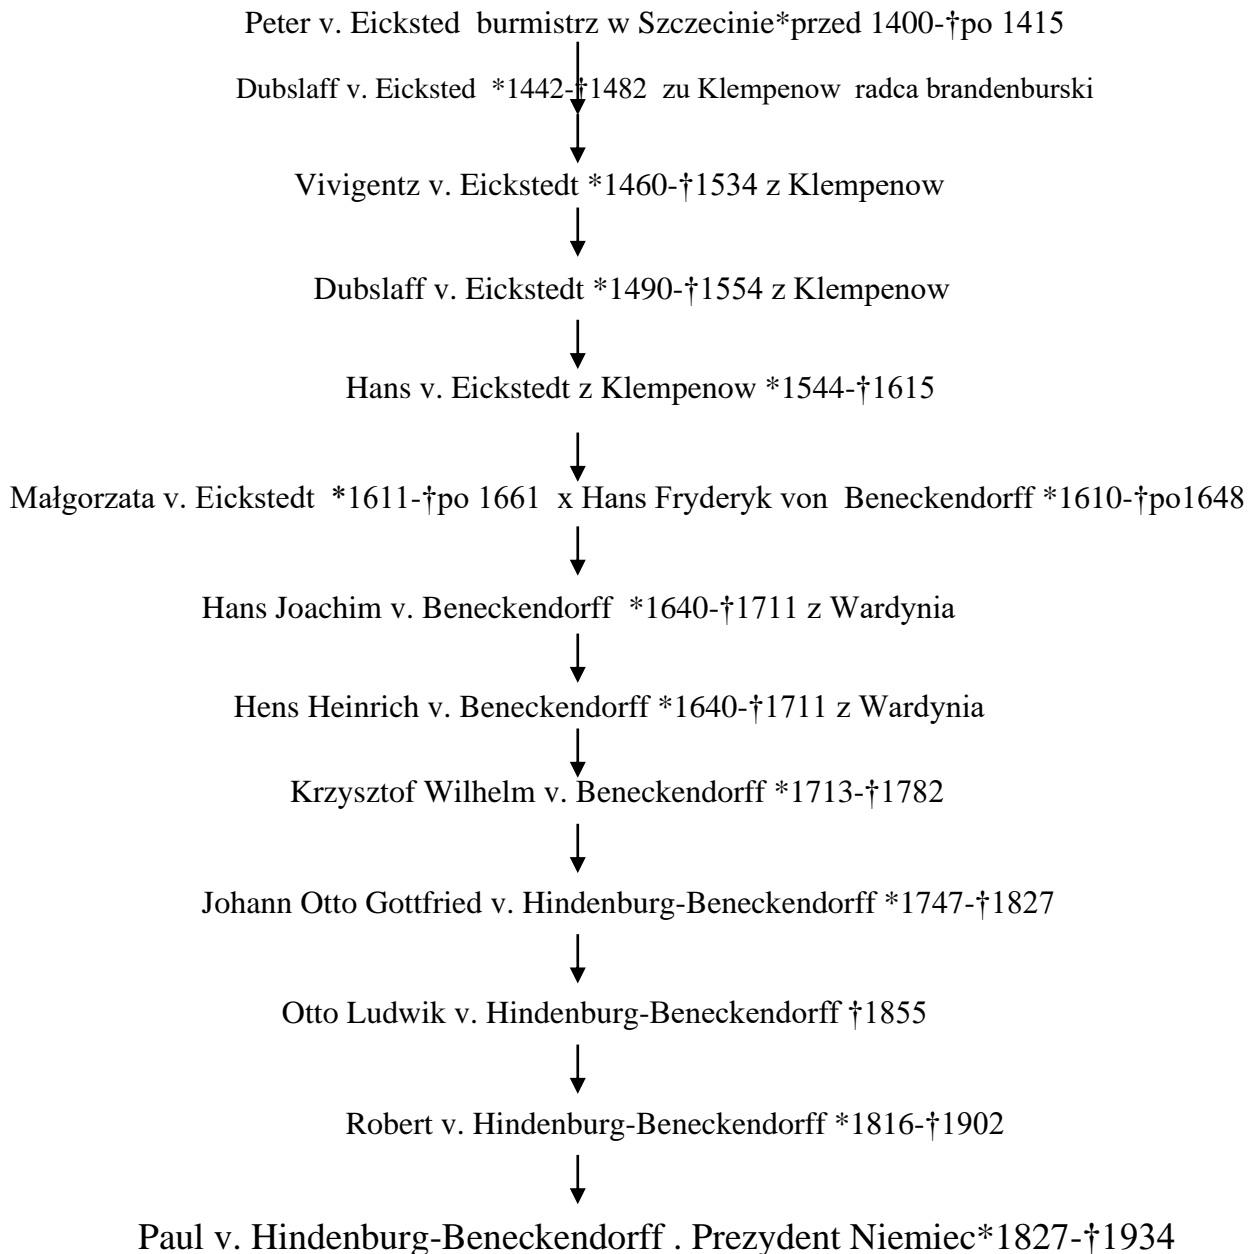 Peter v. Eicksted burmistrz w Szczecinie*przed 1400-†po 1415
Dubslaff v. Eicksted *1442-†1482 zu Klempenow radca brandenburski
Vivigentz v. Eickstedt *1460-†1534 z Klempenow
Dubslaff v. Eickstedt *1490-†1554 z Klempenow
Hans v. Eickstedt z Klempenow *1544-†1615
Małgorzata v. Eickstedt *1611-†po 1661 x Hans Fryderyk von Beneckendorff *1610-†po1648
Hans Joachim v. Beneckendorff *1640-†1711 z Wardynia
Hens Heinrich v. Beneckendorff *1640-†1711 z Wardynia
Krzysztof Wilhelm v. Beneckendorff *1713-†1782
Johann Otto Gottfried v. Hindenburg-Beneckendorff *1747-†1827
Otto Ludwik v. Hindenburg-Beneckendorff †1855
Robert v. Hindenburg-Beneckendorff *1816-†1902
Paul v. Hindenburg-Beneckendorff . Prezydent Niemiec*1827-†1934